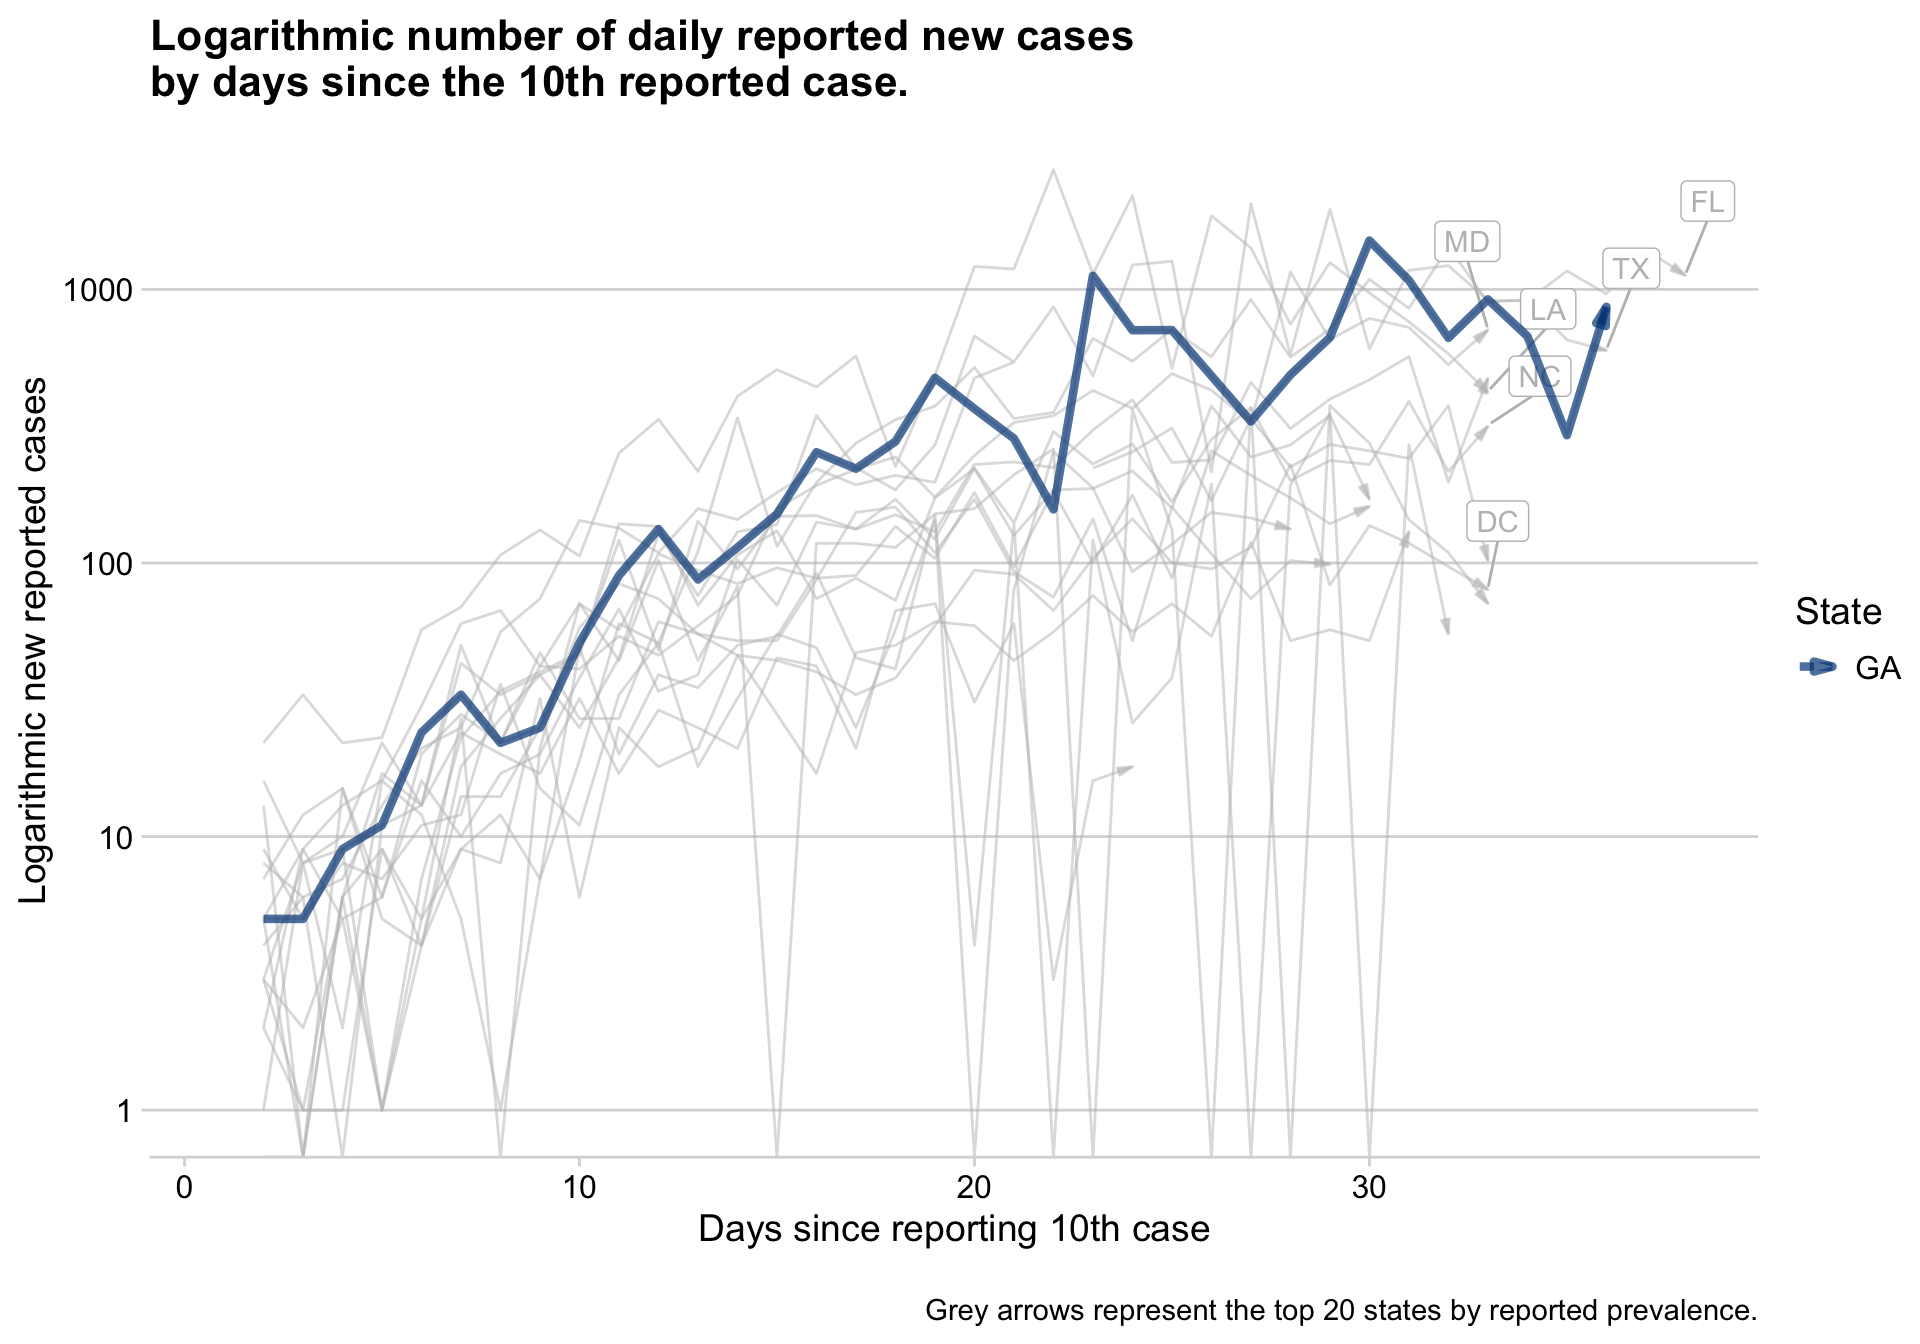 Logarithmic number of daily reported new cases
by days since the 10th reported case.
Logarithmic new reported cases
1000
100
10
1
FL
MD
TX
LA
NC
DC
State
GA
0
10
20
30
Days since reporting 10th case
Grey arrows represent the top 20 states by reported prevalence.